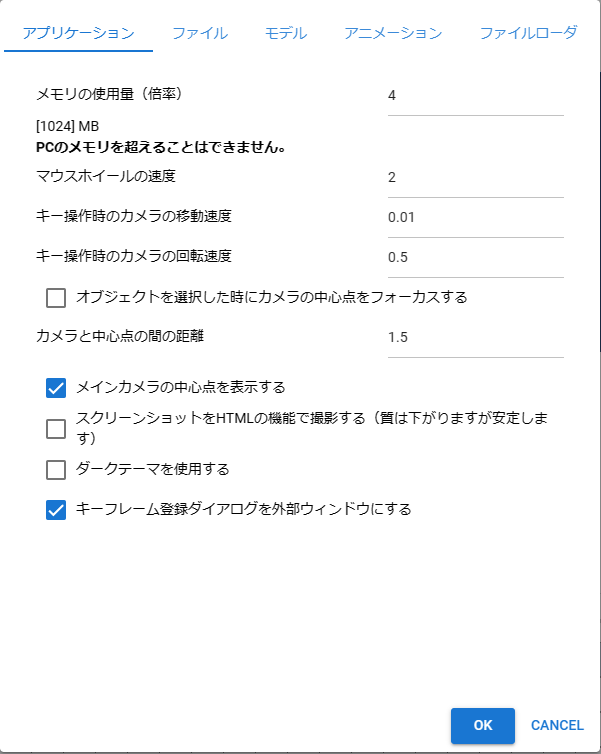 アプリケーション ファイル モデル アニメーション ファイルローダ
メモリの使用量（倍率） 4
[1024] MB
PCのメモリを超えることはできません。
マウスホイールの速度 2
キー操作時のカメラの移動速度 0.01
キー操作時のカメラの回転速度 0.5
オブジェクトを選択した時にカメラの中心点をフォーカスする
カメラと中心点の間の距離 1.5
メインカメラの中心点を表示する
スクリーンショットをHTMLの機能で撮影する（質は下がりますが安定しま
す）
ダークテーマを使用する
キーフレーム登録ダイアログを外部ウィンドウにする
OK CANCEL